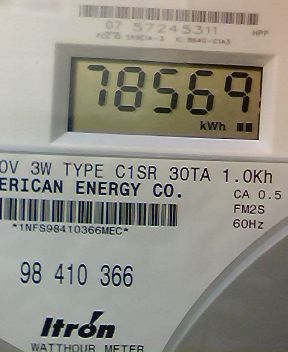 07 57245311
HPP
78569
kWh
0V 3W TYPE C1SR 30TA 1.0Kh
ERICAN ENERGY CO.
CA 0.5
FM2S
60Hz
*1NFS98410366MEC*
98 410 366
Itron
WATTHOUR METER